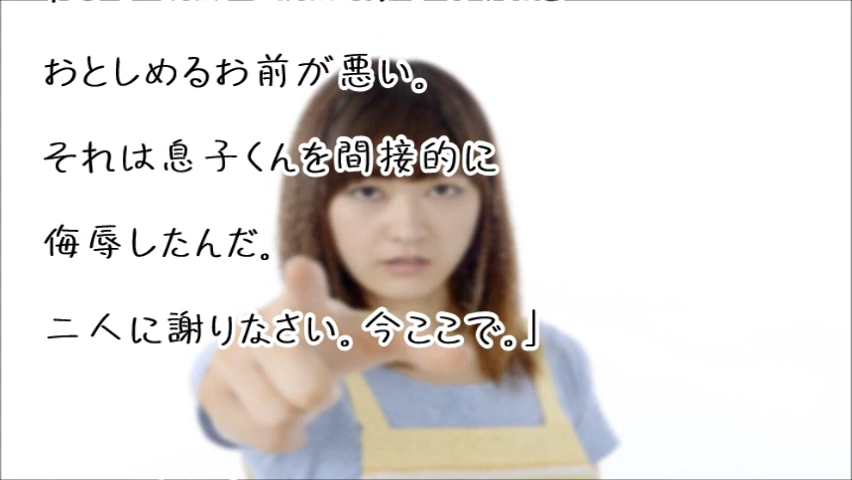 おとしめるお前が悪い。
それは息子くんを間接的に
侮辱したんだ。
二人に謝りなさい。今ここで。」